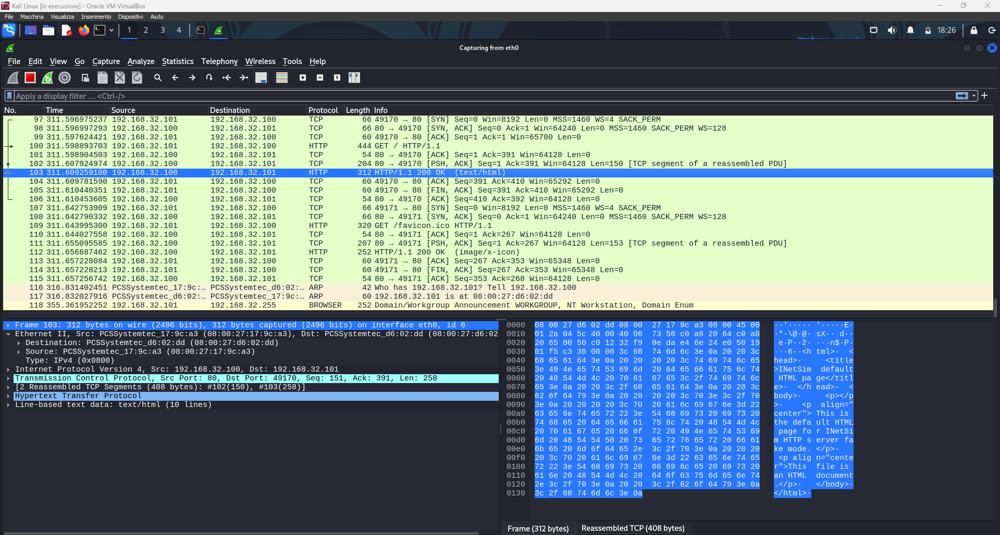 Kali Linux [In esecuzione] - Oracle VM VirtualBox
File Macchina Visualizza Inserimento Dispositivi Aiuto
1 2 3 4 18:26
Capturing from eth0
File Edit View Go Capture Analyze Statistics Telephony Wireless Tools Help
Apply a display filter … <Ctrl-/>
No. Time Source Destination Protocol Length Info
97 311.596975237 192.168.32.101 192.168.32.100 TCP 66 49170 → 80 [SYN] Seq=0 Win=8192 Len=0 MSS=1460 WS=4 SACK_PERM
98 311.596997293 192.168.32.100 192.168.32.101 TCP 66 80 → 49170 [SYN, ACK] Seq=0 Ack=1 Win=64240 Len=0 MSS=1460 SACK_PERM WS=128
99 311.597624421 192.168.32.101 192.168.32.100 TCP 60 49170 → 80 [ACK] Seq=1 Ack=1 Win=65700 Len=0
100 311.598893703 192.168.32.101 192.168.32.100 HTTP 444 GET / HTTP/1.1
101 311.598904503 192.168.32.100 192.168.32.101 TCP 54 80 → 49170 [ACK] Seq=1 Ack=391 Win=64128 Len=0
102 311.607924974 192.168.32.100 192.168.32.101 TCP 204 80 → 49170 [PSH, ACK] Seq=1 Ack=391 Win=64128 Len=150 [TCP segment of a reassembled PDU]
103 311.609259100 192.168.32.100 192.168.32.101 HTTP 312 HTTP/1.1 200 OK  (text/html)
104 311.609781590 192.168.32.101 192.168.32.100 TCP 60 49170 → 80 [ACK] Seq=391 Ack=410 Win=65292 Len=0
105 311.610440351 192.168.32.101 192.168.32.100 TCP 60 49170 → 80 [FIN, ACK] Seq=391 Ack=410 Win=65292 Len=0
106 311.610453605 192.168.32.100 192.168.32.101 TCP 54 80 → 49170 [ACK] Seq=410 Ack=392 Win=64128 Len=0
107 311.642753909 192.168.32.101 192.168.32.100 TCP 66 49171 → 80 [SYN] Seq=0 Win=8192 Len=0 MSS=1460 WS=4 SACK_PERM
108 311.642790332 192.168.32.100 192.168.32.101 TCP 66 80 → 49171 [SYN, ACK] Seq=0 Ack=1 Win=64240 Len=0 MSS=1460 SACK_PERM WS=128
109 311.643995300 192.168.32.101 192.168.32.100 HTTP 320 GET /favicon.ico HTTP/1.1
110 311.644027558 192.168.32.100 192.168.32.101 TCP 54 80 → 49171 [ACK] Seq=1 Ack=267 Win=64128 Len=0
111 311.655095585 192.168.32.100 192.168.32.101 TCP 207 80 → 49171 [PSH, ACK] Seq=1 Ack=267 Win=64128 Len=153 [TCP segment of a reassembled PDU]
112 311.656687462 192.168.32.100 192.168.32.101 HTTP 252 HTTP/1.1 200 OK  (image/x-icon)
113 311.657228084 192.168.32.101 192.168.32.100 TCP 60 49171 → 80 [ACK] Seq=267 Ack=353 Win=65348 Len=0
114 311.657228213 192.168.32.101 192.168.32.100 TCP 60 49171 → 80 [FIN, ACK] Seq=267 Ack=353 Win=65348 Len=0
115 311.657256742 192.168.32.100 192.168.32.101 TCP 54 80 → 49171 [ACK] Seq=353 Ack=268 Win=64128 Len=0
116 316.831402451 PCSSystemtec_17:9c:… PCSSystemtec_d6:02:… ARP 42 Who has 192.168.32.101? Tell 192.168.32.100
117 316.832027916 PCSSystemtec_d6:02:… PCSSystemtec_17:9c:… ARP 60 192.168.32.101 is at 08:00:27:d6:02:dd
118 355.361952252 192.168.32.101 192.168.32.255 BROWSER 252 Domain/Workgroup Announcement WORKGROUP, NT Workstation, Domain Enum
Frame 103: 312 bytes on wire (2496 bits), 312 bytes captured (2496 bits) on interface eth0, id 0
Ethernet II, Src: PCSSystemtec_17:9c:a3 (08:00:27:17:9c:a3), Dst: PCSSystemtec_d6:02:dd (08:00:27:d6:02
Destination: PCSSystemtec_d6:02:dd (08:00:27:d6:02:dd)
Source: PCSSystemtec_17:9c:a3 (08:00:27:17:9c:a3)
Type: IPv4 (0x0800)
Internet Protocol Version 4, Src: 192.168.32.100, Dst: 192.168.32.101
Transmission Control Protocol, Src Port: 80, Dst Port: 49170, Seq: 151, Ack: 391, Len: 258
[2 Reassembled TCP Segments (408 bytes): #102(150), #103(258)]
Hypertext Transfer Protocol
Line-based text data: text/html (10 lines)
0000 08 00 27 d6 02 dd 08 00 27 17 9c a3 08 00 45 00 ··'····· '·····E·
0010 01 2a 04 5c 40 00 40 06 73 58 c0 a8 20 64 c0 a8 ·*·\@·@· sX·· d··
0020 20 65 00 50 c0 12 32 f9 0e da e4 6e 24 e0 50 19 e·P··2· ···n$·P·
0030 01 f5 c3 36 00 00 3c 68 74 6d 6c 3e 0a 20 20 3c ···6··<h tml>·  <
0040 68 65 61 64 3e 0a 20 20 20 20 3c 74 69 74 6c 65 head>·     <title
0050 3e 49 4e 65 74 53 69 6d 20 64 65 66 61 75 6c 74 >INetSim  default
0060 20 48 54 4d 4c 20 70 61 67 65 3c 2f 74 69 74 6c HTML pa ge</titl
0070 65 3e 0a 20 20 3c 2f 68 65 61 64 3e 0a 20 20 3c e>·  </h ead>·  <
0080 62 6f 64 79 3e 0a 20 20 20 20 3c 70 3e 3c 2f 70 body>·     <p></p
0090 3e 0a 20 20 20 20 3c 70 20 61 6c 69 67 6e 3d 22 >·    <p  align="
00a0 63 65 6e 74 65 72 22 3e 54 68 69 73 20 69 73 20 center"> This is
00b0 74 68 65 20 64 65 66 61 75 6c 74 20 48 54 4d 4c the defa ult HTML
00c0 20 70 61 67 65 20 66 6f 72 20 49 4e 65 74 53 69 page fo r INetSi
00d0 6d 20 48 54 54 50 20 73 65 72 76 65 72 20 66 61 m HTTP s erver fa
00e0 6b 65 20 6d 6f 64 65 2e 3c 2f 70 3e 0a 20 20 20 ke mode. </p>·
00f0 20 3c 70 20 61 6c 69 67 6e 3d 22 63 65 6e 74 65 <p alig n="cente
0100 72 22 3e 54 68 69 73 20 66 69 6c 65 20 69 73 20 r">This  file is
0110 61 6e 20 48 54 4d 4c 20 64 6f 63 75 6d 65 6e 74 an HTML  document
0120 2e 3c 2f 70 3e 0a 20 20 3c 2f 62 6f 64 79 3e 0a .</p>·   </body>·
0130 3c 2f 68 74 6d 6c 3e 0a </html>·
Frame (312 bytes) Reassembled TCP (408 bytes)